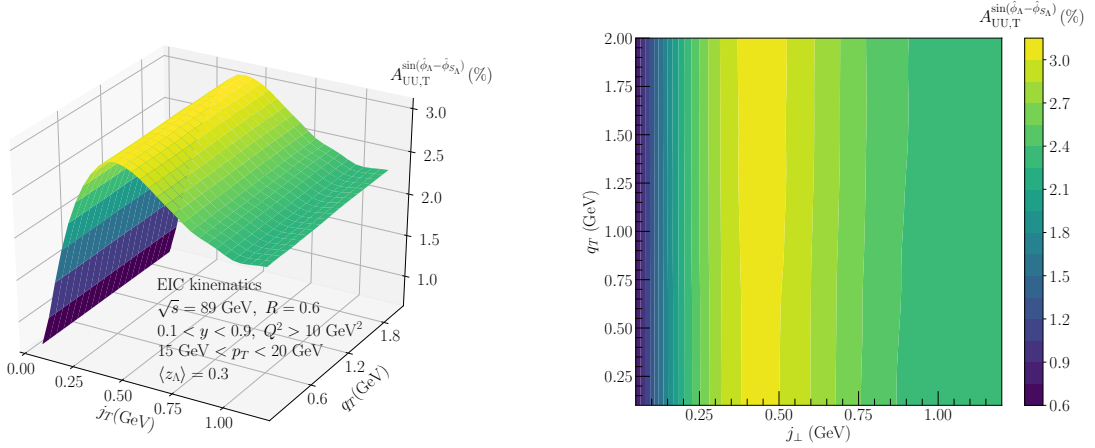 A_{UU,T}^{sin(ϕ̂_Λ−ϕ̂_{S_Λ})}(%)
3.0
2.5
2.0
1.5
1.0
EIC kinematics
√s = 89 GeV, R = 0.6
0.1 < y < 0.9, Q² > 10 GeV²
15 GeV < p_T < 20 GeV
⟨z_Λ⟩ = 0.3
0.00
0.25
0.50
0.75
1.00
j_T(GeV)
0.6
1.2
1.8
q_T(GeV)
A_{UU,T}^{sin(ϕ̂_Λ−ϕ̂_{S_Λ})}(%)
2.00
1.75
1.50
1.25
1.00
0.75
0.50
0.25
q_T (GeV)
0.25 0.50 0.75 1.00
j_⊥ (GeV)
3.0
2.7
2.4
2.1
1.8
1.5
1.2
0.9
0.6